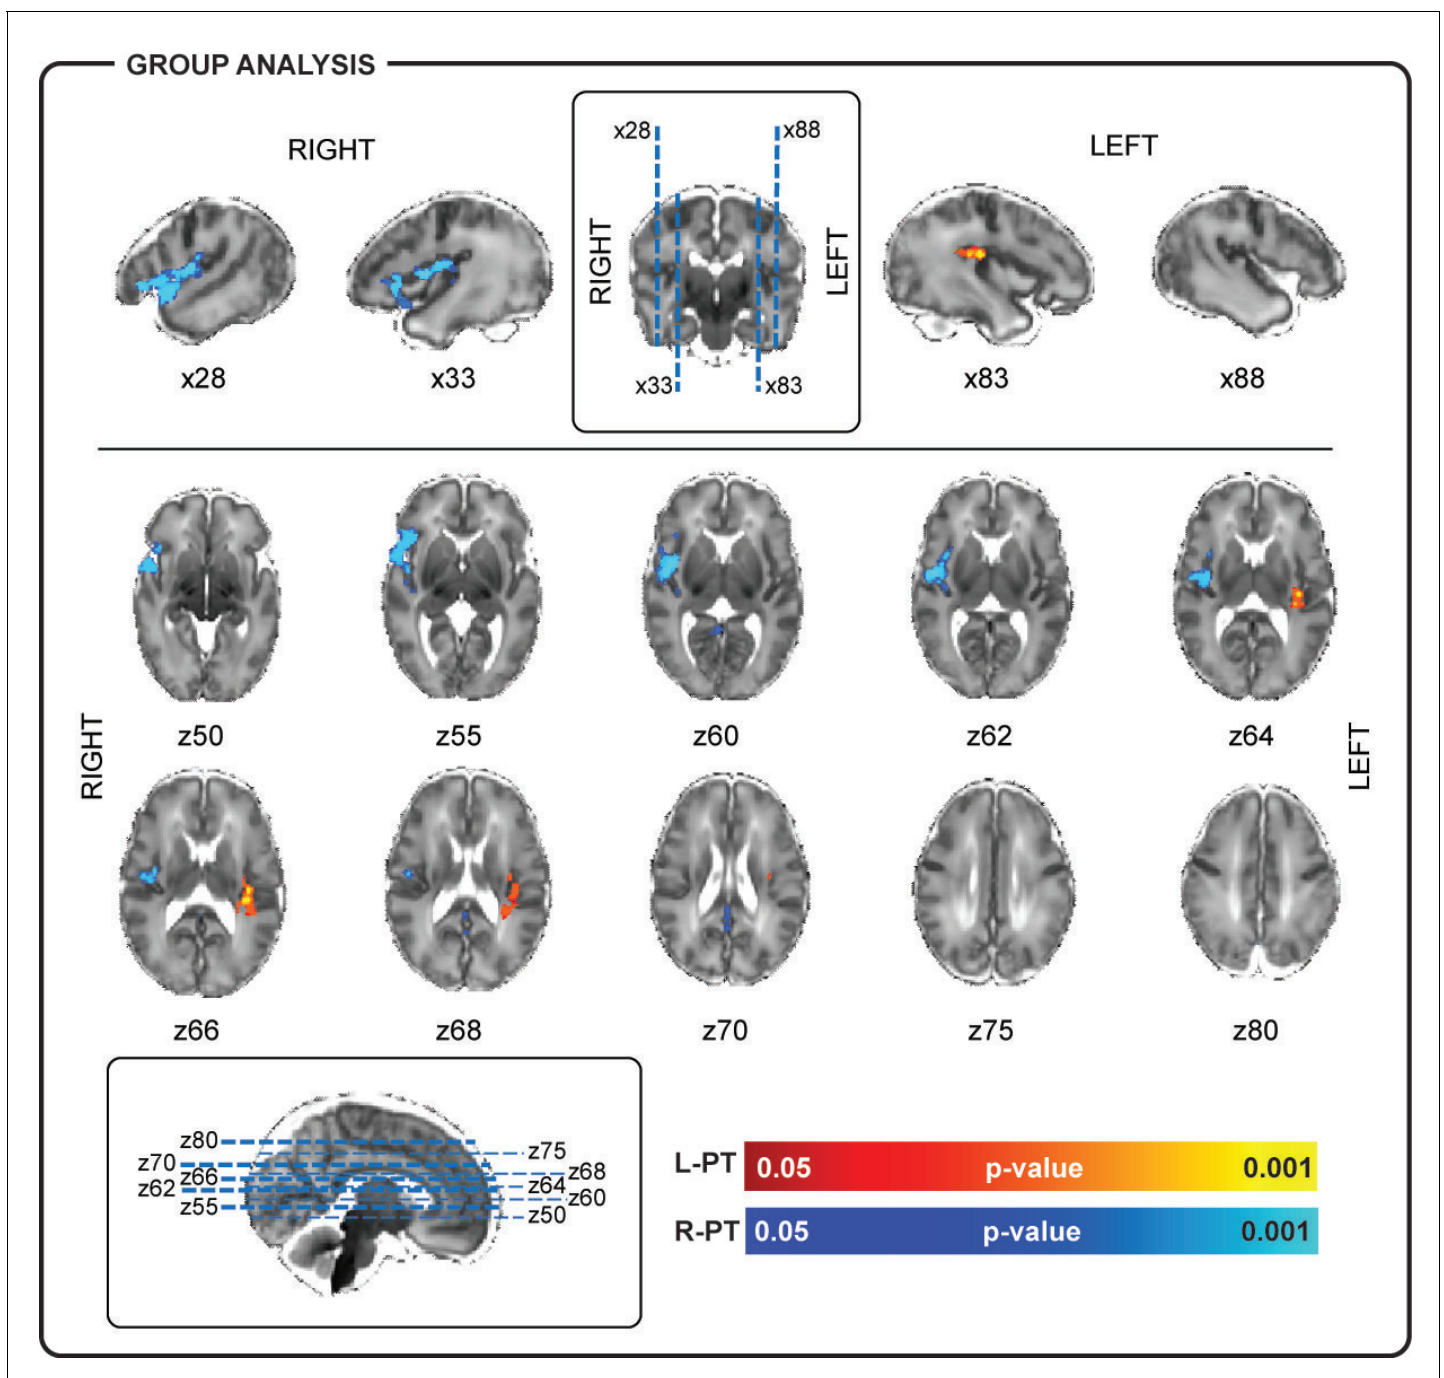 GROUP ANALYSIS
RIGHT
LEFT
x28
x88
RIGHT
LEFT
x33
x83
x28
x33
x83
x88
z50
z55
z60
z62
z64
RIGHT
LEFT
z66
z68
z70
z75
z80
z80
z75
z70
z68
z66
z64
z62
z60
z55
z50
L-PT 0.05 p-value 0.001
R-PT 0.05 p-value 0.001